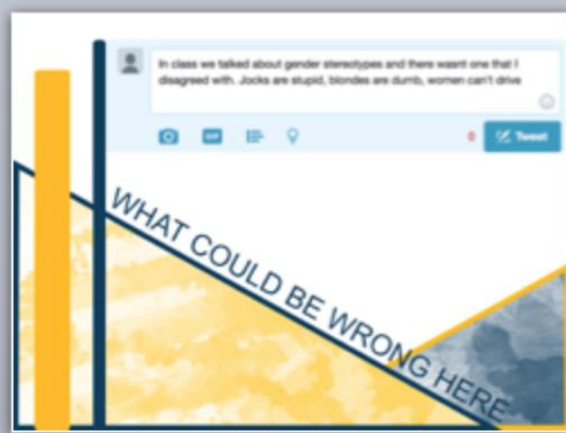 In class we talked about gender stereotypes and there wasnt one that I
disagreed with. Jocks are stupid, blondes are dumb, women can't drive
GIF
0 Tweet
WHAT COULD BE WRONG HERE